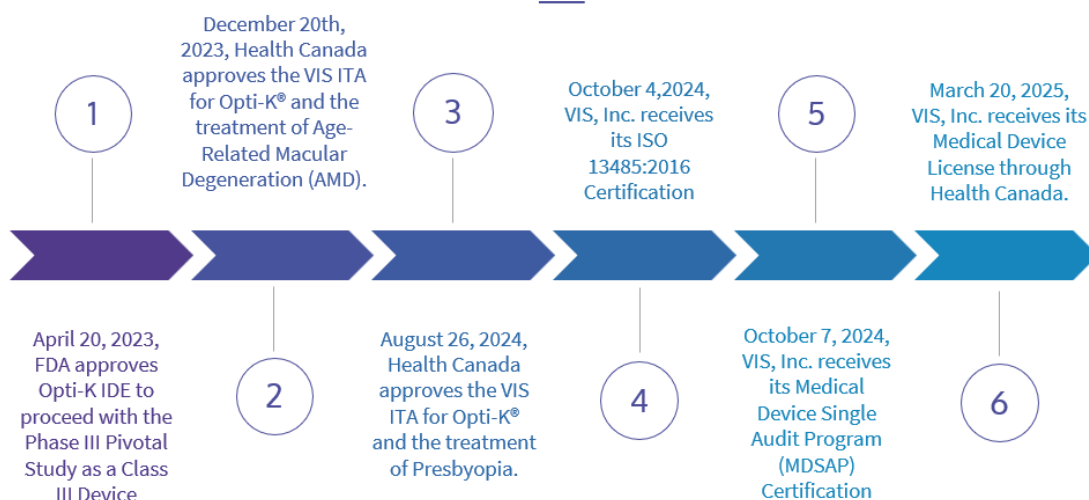 1
April 20, 2023,
FDA approves
Opti-K IDE to
proceed with the
Phase III Pivotal
Study as a Class
III Device
December 20th,
2023, Health Canada
approves the VIS ITA
for Opti-K® and the
treatment of Age-
Related Macular
Degeneration (AMD).
2
3
August 26, 2024,
Health Canada
approves the VIS
ITA for Opti-K®
and the treatment
of Presbyopia.
October 4,2024,
VIS, Inc. receives
its ISO
13485:2016
Certification
4
5
October 7, 2024,
VIS, Inc. receives
its Medical
Device Single
Audit Program
(MDSAP)
Certification
March 20, 2025,
VIS, Inc. receives its
Medical Device
License through
Health Canada.
6